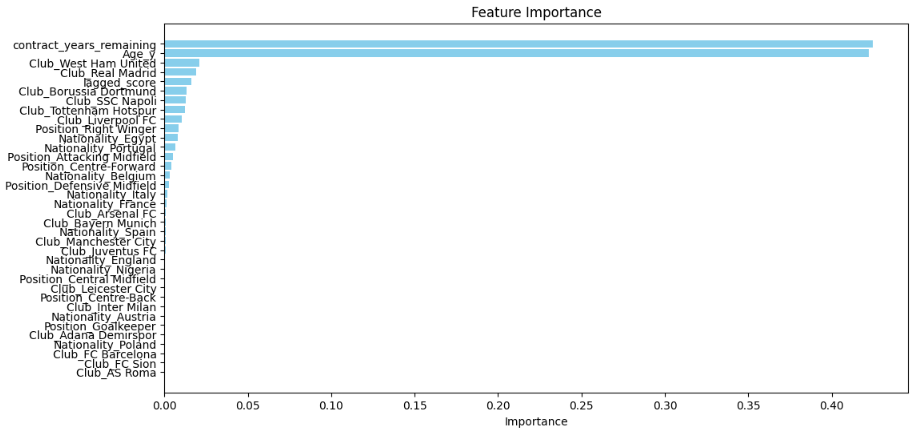 Feature Importance
contract_years_remaining
Age_y
Club_West Ham United
Club_Real Madrid
lagged_score
Club_Borussia Dortmund
Club_SSC Napoli
Club_Tottenham Hotspur
Club_Liverpool FC
Position_Right Winger
Nationality_Egypt
Nationality_Portugal
Position_Attacking Midfield
Position_Centre-Forward
Nationality_Belgium
Position_Defensive Midfield
Nationality_Italy
Nationality_France
Club_Arsenal FC
Club_Bayern Munich
Nationality_Spain
Club_Manchester City
Club_Juventus FC
Nationality_England
Nationality_Nigeria
Position_Central Midfield
Club_Leicester City
Position_Centre-Back
Club_Inter Milan
Nationality_Austria
Position_Goalkeeper
Club_Adana Demirspor
Nationality_Poland
Club_FC Barcelona
Club_FC Sion
Club_AS Roma
0.00 0.05 0.10 0.15 0.20 0.25 0.30 0.35 0.40
Importance